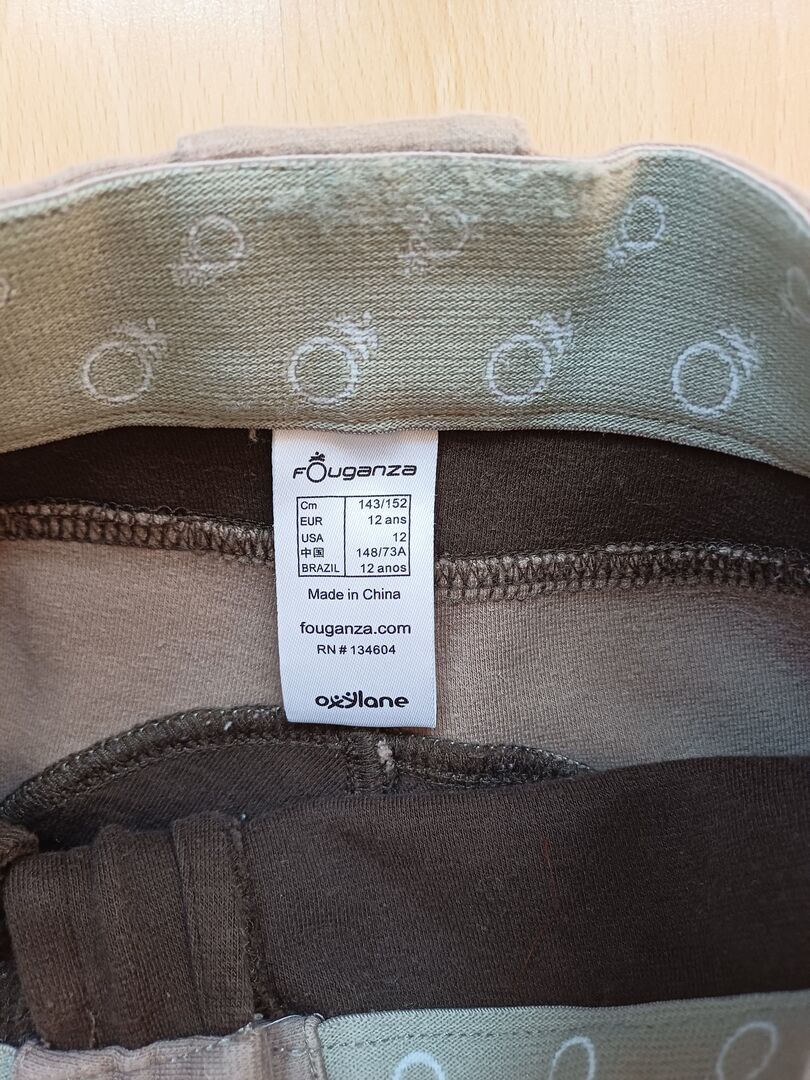 fouganza
Cm 143/152
EUR 12 ans
USA 12
中国 148/73A
BRAZIL 12 anos
Made in China
fouganza.com
RN # 134604
oxylane